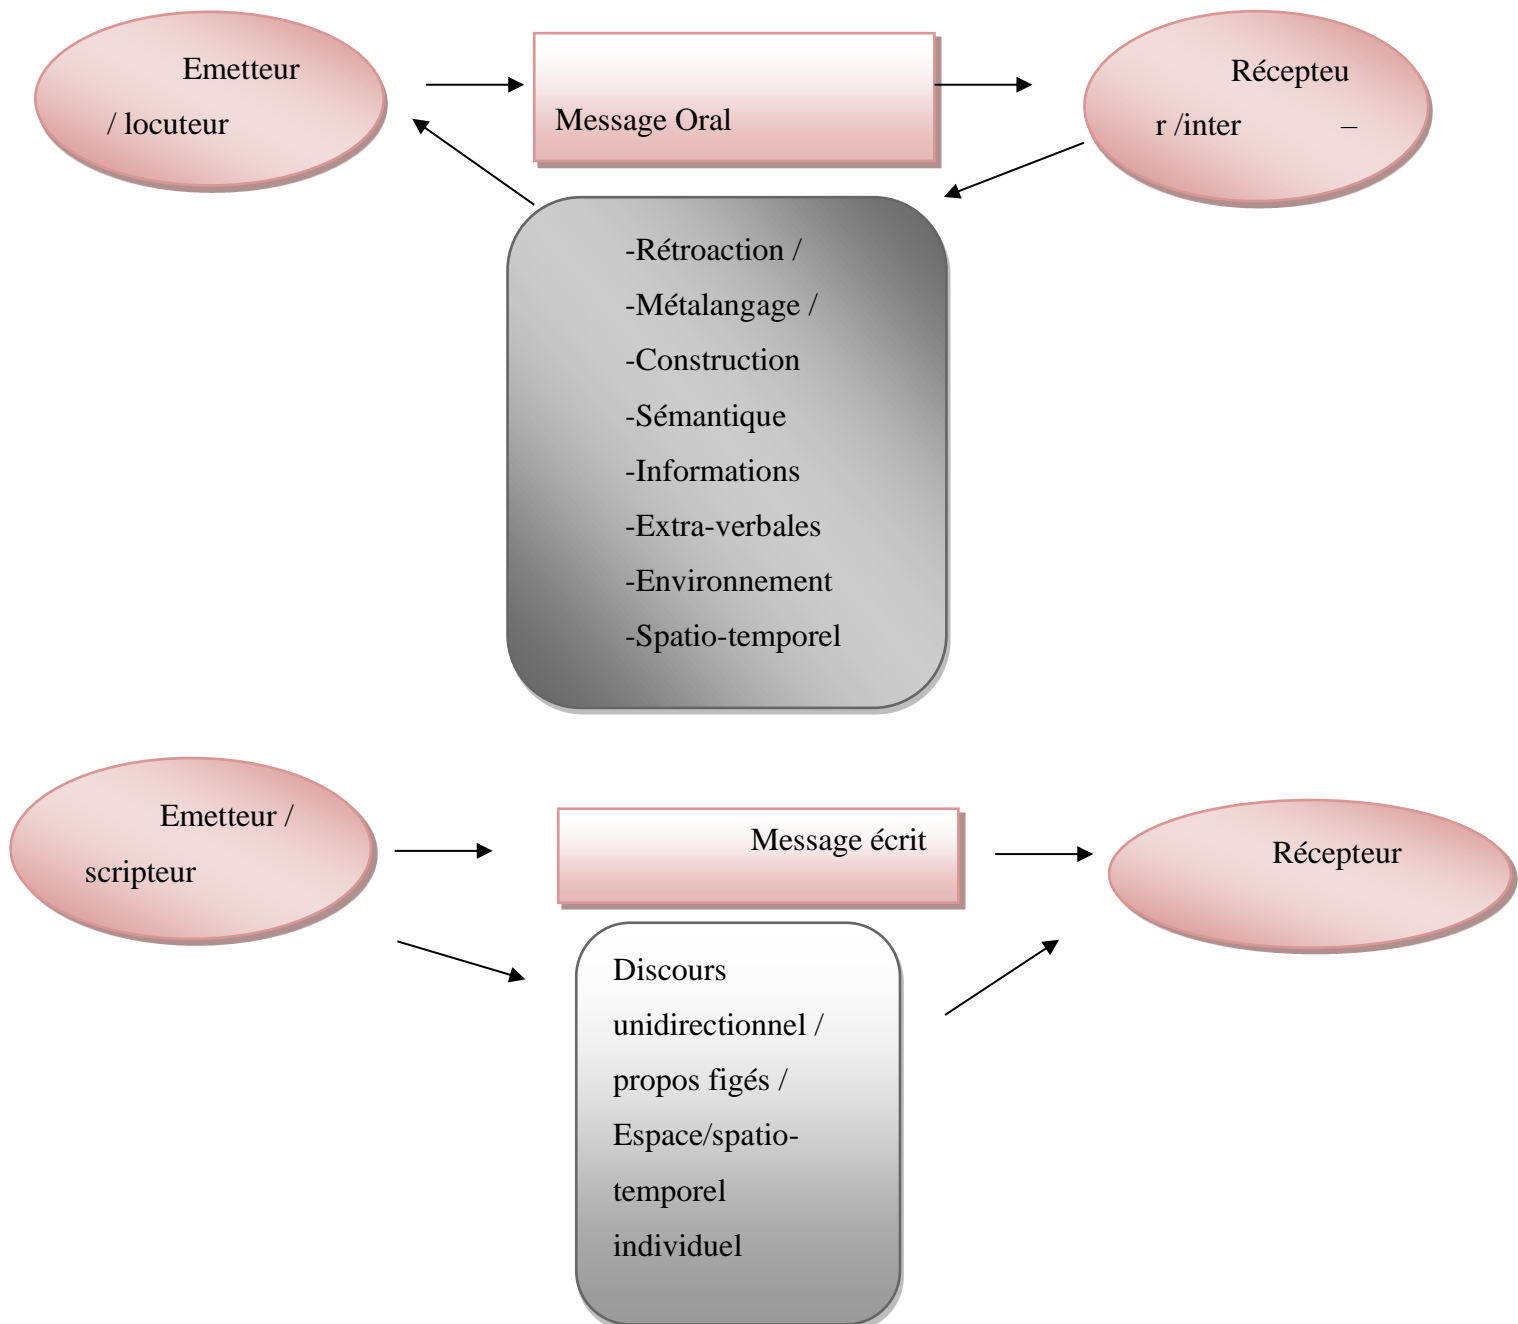 Emetteur
/ locuteur
Message Oral
Récepteu
r /inter –
-Rétroaction /
-Métalangage /
-Construction
-Sémantique
-Informations
-Extra-verbales
-Environnement
-Spatio-temporel
Emetteur /
scripteur
Message écrit
Récepteur
Discours
unidirectionnel /
propos figés /
Espace/spatio-
temporel
individuel